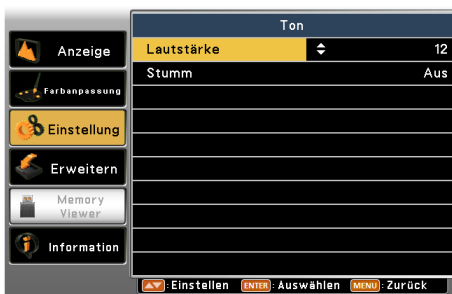 Ton
Anzeige
Farbanpassung
Einstellung
Erweitern
Memory
Viewer
Information
Lautstärke 12
Stumm Aus
:Einstellen ENTER :Auswählen MENU :Zurück